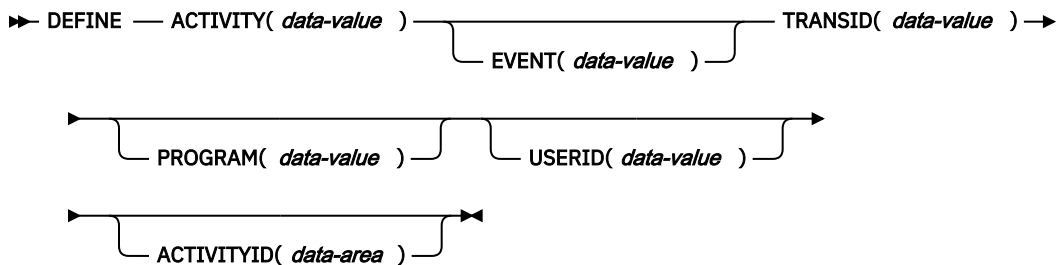 DEFINE ACTIVITY( data-value ) TRANSID( data-value )
EVENT( data-value )
PROGRAM( data-value ) USERID( data-value )
ACTIVITYID( data-area )